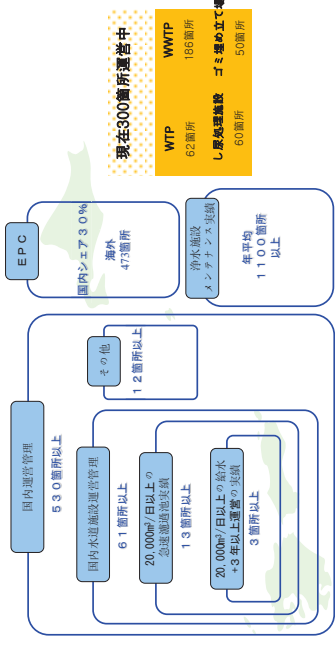 国内運営管理
530箇所以上
国内水道施設運営管理
61箇所以上
20,000m³/日以上の
急速濾過池実績
13箇所以上
20,000m³/日以上の給水
+3年以上運営の実績
3箇所以上
その他
12箇所以上
EPC
国内シェア30%
海外
473箇所
浄水施設
メンテナンス実績
年平均
1100箇所
以上
現在300箇所運営中
WTP
WWTP
62箇所
186箇所
し尿処理施設
ゴミ埋め立て場
60箇所
50箇所